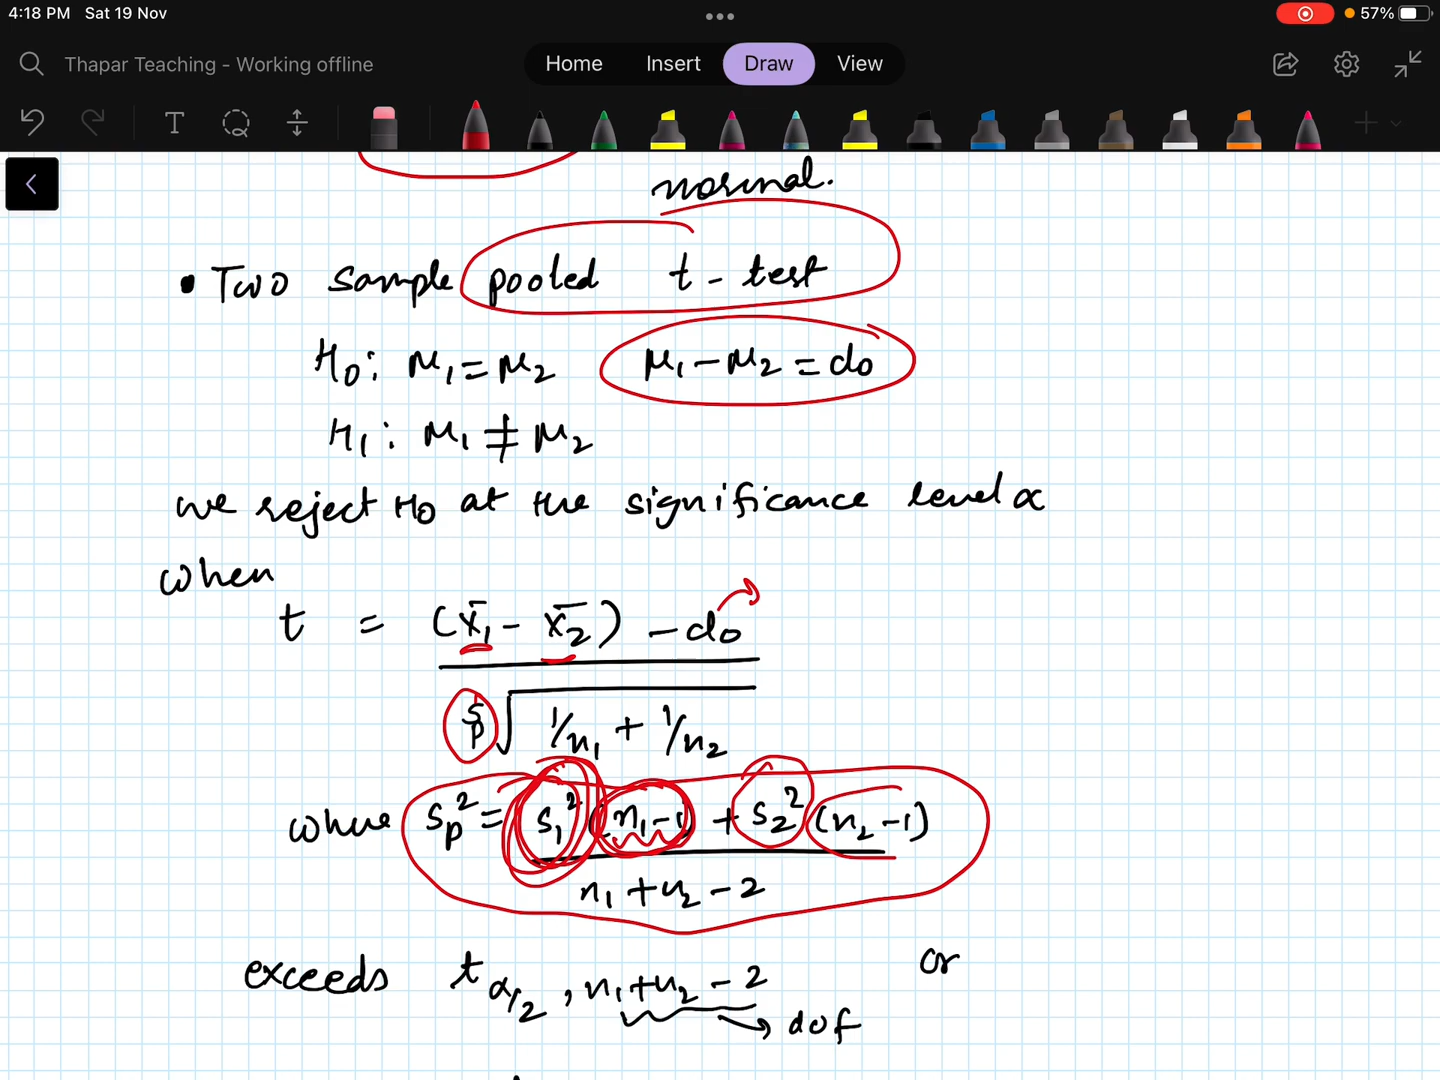 4:18 PM Sat 19 Nov
57%
Thapar Teaching - Working offline
Home Insert Draw View
normal.
• Two sample pooled t - test
H₀: μ₁ = μ₂ μ₁ - μ₂ = d₀
H₁: μ₁ ≠ μ₂
we reject H₀ at the significance level α
when
t = (x̄₁ - x̄₂) - d₀
Sp √ 1/n₁ + 1/n₂
where Sp² = S₁² (n₁-1) + S₂² (n₂-1)
n₁ + n₂ - 2
exceeds t α/2, n₁+n₂-2 or
→ dof